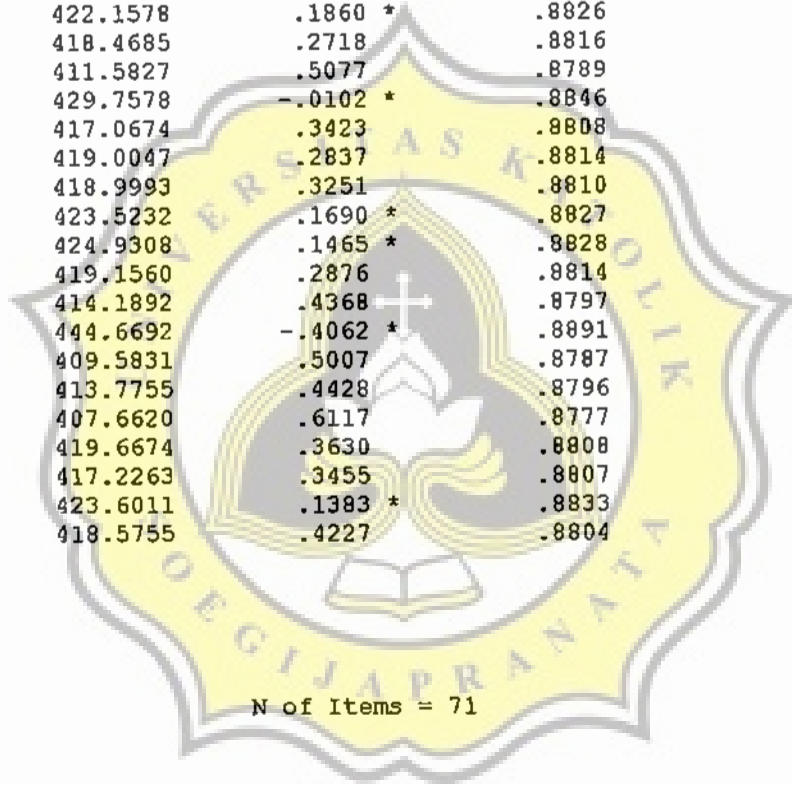 422.1578 .1860 * .8826
418.4685 .2718 .8816
411.5827 .5077 .8789
429.7578 -.0102 * .8846
417.0674 .3423 .8808
419.0047 .2837 .8814
418.9993 .3251 .8810
423.5232 .1690 * .8827
424.9308 .1465 * .8828
419.1560 .2876 .8814
414.1892 .4368 .8797
444.6692 -.4062 * .8891
409.5831 .5007 .8787
413.7755 .4428 .8796
407.6620 .6117 .8777
419.6674 .3630 .8808
417.2263 .3455 .8807
423.6011 .1383 * .8833
418.5755 .4227 .8804
N of Items = 71
UNIVERSITAS KATOLIK
SOEGIJAPRANATA